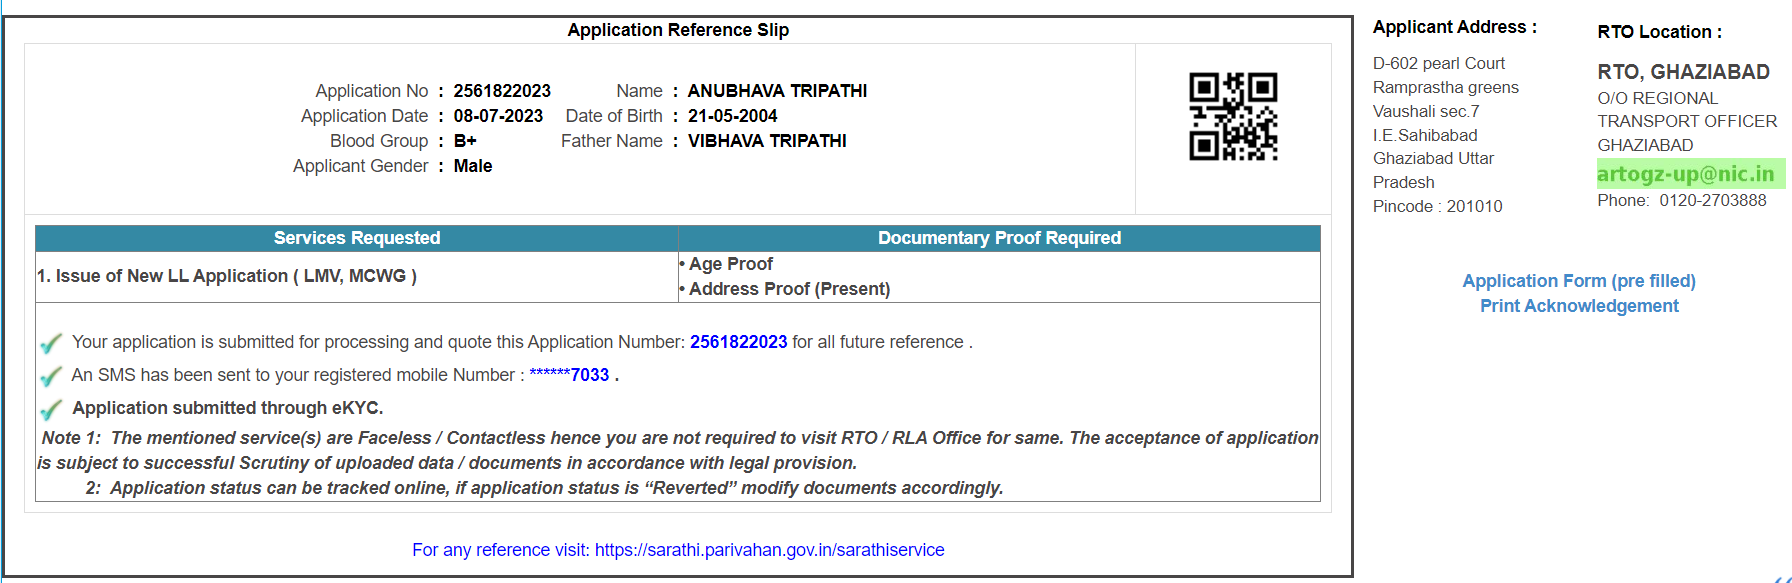 Application Reference Slip
Application No : 2561822023 Name : ANUBHAVA TRIPATHI
Application Date : 08-07-2023 Date of Birth : 21-05-2004
Blood Group : B+ Father Name : VIBHAVA TRIPATHI
Applicant Gender : Male
Services Requested Documentary Proof Required
1. Issue of New LL Application ( LMV, MCWG )
• Age Proof
• Address Proof (Present)
Your application is submitted for processing and quote this Application Number: 2561822023 for all future reference .
An SMS has been sent to your registered mobile Number : ******7033 .
Application submitted through eKYC.
Note 1: The mentioned service(s) are Faceless / Contactless hence you are not required to visit RTO / RLA Office for same. The acceptance of application
is subject to successful Scrutiny of uploaded data / documents in accordance with legal provision.
2: Application status can be tracked online, if application status is “Reverted” modify documents accordingly.
For any reference visit: https://sarathi.parivahan.gov.in/sarathiservice
Applicant Address :
D-602 pearl Court
Ramprastha greens
Vaushali sec.7
I.E.Sahibabad
Ghaziabad Uttar
Pradesh
Pincode : 201010
RTO Location :
RTO, GHAZIABAD
O/O REGIONAL
TRANSPORT OFFICER
GHAZIABAD
artogz-up@nic.in
Phone: 0120-2703888
Application Form (pre filled)
Print Acknowledgement